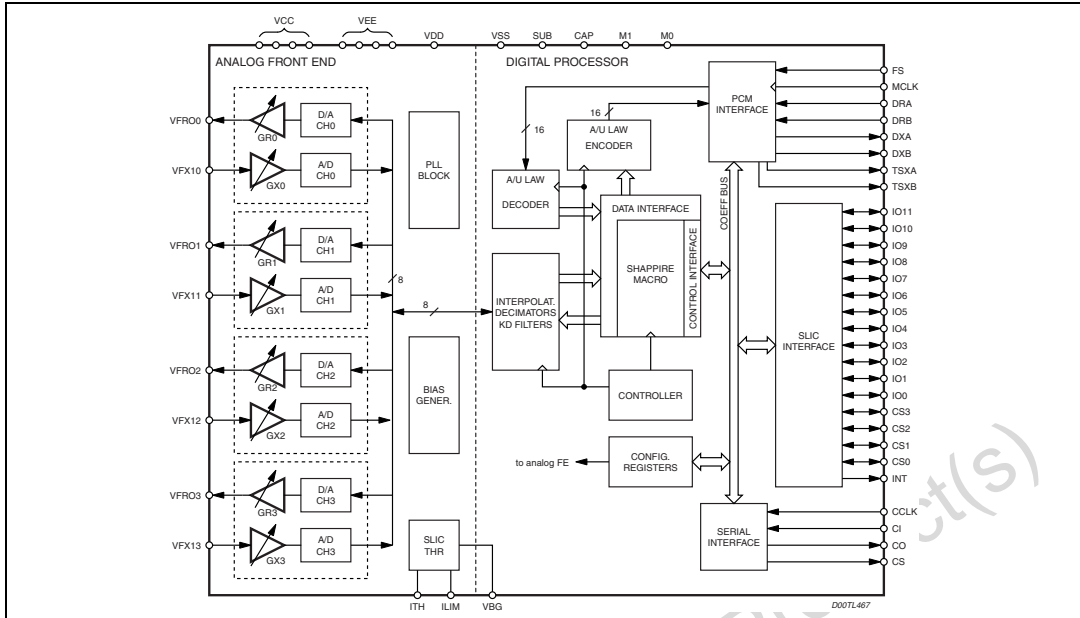 VCC VEE VDD VSS SUB CAP M1 M0
ANALOG FRONT END
DIGITAL PROCESSOR
VFRO0
GR0
D/A
CH0
VFX10
GX0
A/D
CH0
VFRO1
GR1
D/A
CH1
VFX11
GX1
A/D
CH1
VFRO2
GR2
D/A
CH2
VFX12
GX2
A/D
CH2
VFRO3
GR3
D/A
CH3
VFX13
GX3
A/D
CH3
8
8
PLL
BLOCK
BIAS
GENER.
SLIC
THR
ITH ILIM VBG
16
16
A/U LAW
ENCODER
A/U LAW
DECODER
DATA INTERFACE
SHAPPIRE
MACRO
CONTROL INTERFACE
INTERPOLAT.
DECIMATORS
KD FILTERS
CONTROLLER
to analog FE
CONFIG.
REGISTERS
COEFF BUS
PCM
INTERFACE
SLIC
INTERFACE
SERIAL
INTERFACE
FS
MCLK
DRA
DRB
DXA
DXB
TSXA
TSXB
IO11
IO10
IO9
IO8
IO7
IO6
IO5
IO4
IO3
IO2
IO1
IO0
CS3
CS2
CS1
CS0
INT
CCLK
CI
CO
CS
D00TL467
ct(s)